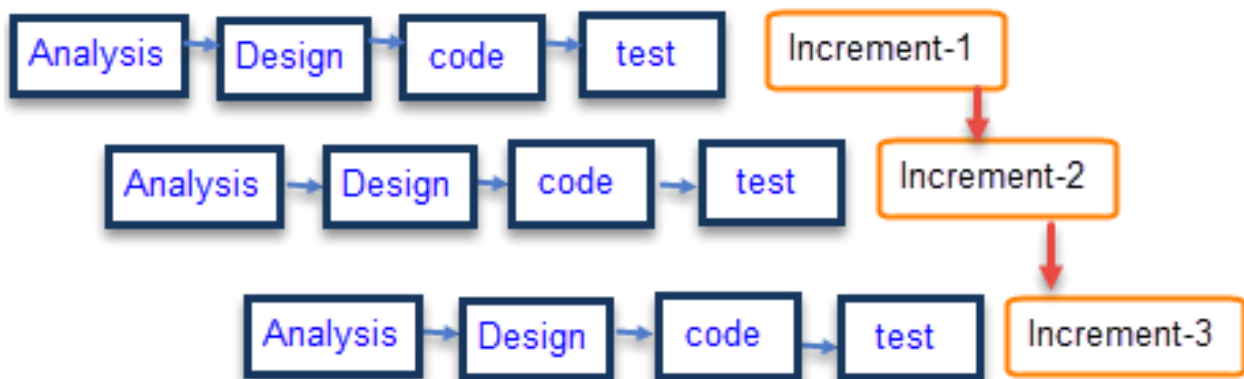 Analysis Design code test Increment-1
Analysis Design code test Increment-2
Analysis Design code test Increment-3